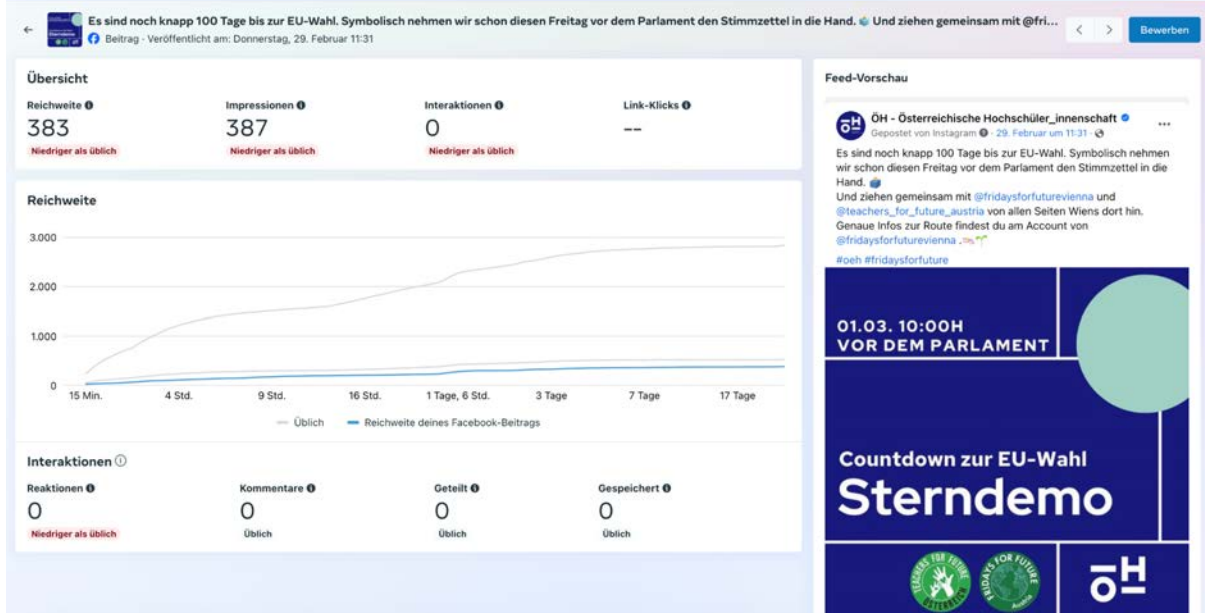 Es sind noch knapp 100 Tage bis zur EU-Wahl. Symbolisch nehmen wir schon diesen Freitag vor dem Parlament den Stimmzettel in die Hand. 🗳️ Und ziehen gemeinsam mit @fri...
Beitrag · Veröffentlicht am: Donnerstag, 29. Februar 11:31
Bewerben
Übersicht
Reichweite
Impressionen
Interaktionen
Link-Klicks
383
387
0
--
Niedriger als üblich
Niedriger als üblich
Niedriger als üblich
Reichweite
3.000
2.000
1.000
0
15 Min.
4 Std.
9 Std.
16 Std.
1 Tage, 6 Std.
3 Tage
7 Tage
17 Tage
Üblich
Reichweite deines Facebook-Beitrags
Interaktionen
Reaktionen
Kommentare
Geteilt
Gespeichert
0
0
0
0
Niedriger als üblich
Üblich
Üblich
Üblich
Feed-Vorschau
ÖH - Österreichische Hochschüler_innenschaft
Gepostet von Instagram · 29. Februar um 11:31 ·
Es sind noch knapp 100 Tage bis zur EU-Wahl. Symbolisch nehmen
wir schon diesen Freitag vor dem Parlament den Stimmzettel in die
Hand. 🗳️
Und ziehen gemeinsam mit @fridaysforfuturevienna und
@teachers_for_future_austria von allen Seiten Wiens dort hin.
Genaue Infos zur Route findest du am Account von
@fridaysforfuturevienna .
#oeh #fridaysforfuture
01.03. 10:00H
VOR DEM PARLAMENT
Countdown zur EU-Wahl
Sterndemo
TEACHERS FOR FUTURE
ÖSTERREICH
FRIDAYS FOR FUTURE
Austria
ōH